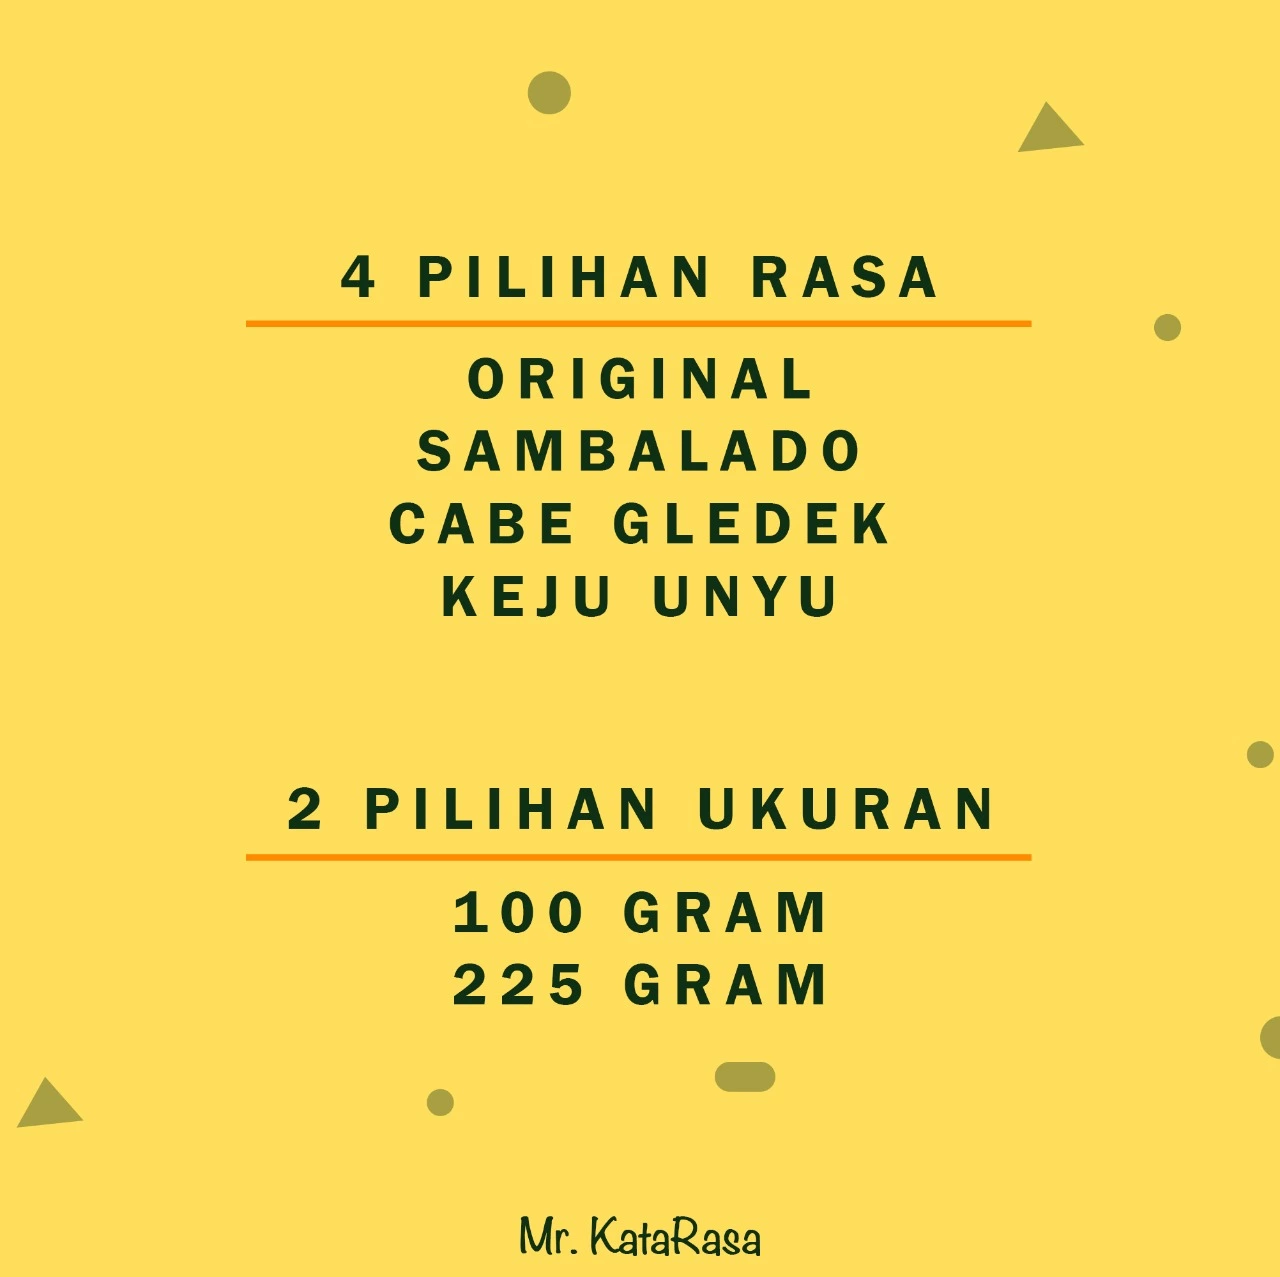 4 PILIHAN RASA
ORIGINAL
SAMBALADO
CABE GLEDEK
KEJU UNYU
2 PILIHAN UKURAN
100 GRAM
225 GRAM
Mr. KataRasa